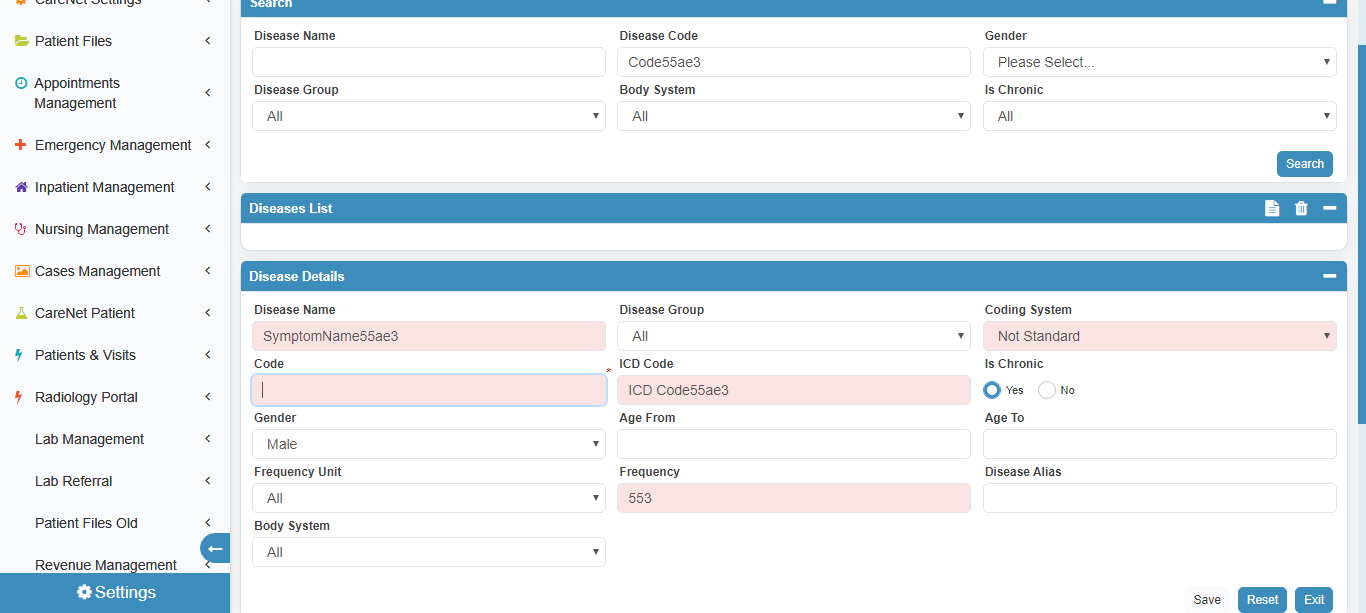 CareNet Settings
Patient Files
Appointments
Management
Emergency Management
Inpatient Management
Nursing Management
Cases Management
CareNet Patient
Patients & Visits
Radiology Portal
Lab Management
Lab Referral
Patient Files Old
Revenue Management
Settings
Search
Disease Name Disease Code Gender
Code55ae3 Please Select...
Disease Group Body System Is Chronic
All All All
Search
Diseases List
Disease Details
Disease Name Disease Group Coding System
SymptomName55ae3 All Not Standard
Code * ICD Code Is Chronic
ICD Code55ae3 Yes No
Gender Age From Age To
Male
Frequency Unit Frequency Disease Alias
All 553
Body System
All
Save Reset Exit